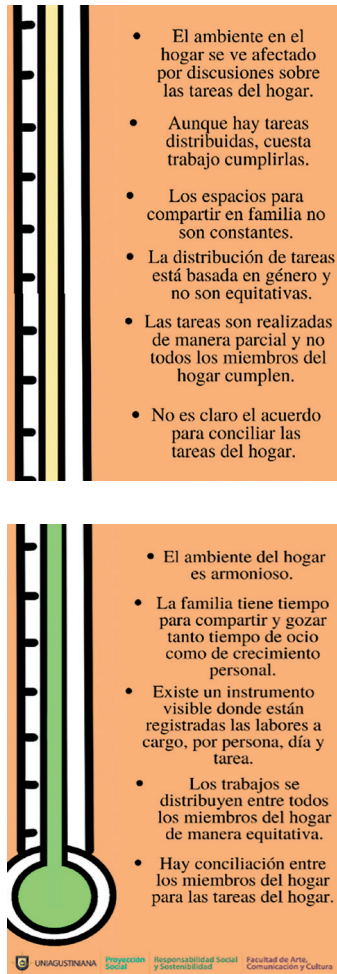 • El ambiente en el
hogar se ve afectado
por discusiones sobre
las tareas del hogar.
• Aunque hay tareas
distribuidas, cuesta
trabajo cumplirlas.
• Los espacios para
compartir en familia no
son constantes.
• La distribución de tareas
está basada en género y
no son equitativas.
• Las tareas son realizadas
de manera parcial y no
todos los miembros del
hogar cumplen.
• No es claro el acuerdo
para conciliar las
tareas del hogar.
• El ambiente del hogar
es armonioso.
• La familia tiene tiempo
para compartir y gozar
tanto tiempo de ocio
como de crecimiento
personal.
• Existe un instrumento
visible donde están
registradas las labores a
cargo, por persona, día y
tarea.
• Los trabajos se
distribuyen entre todos
los miembros del hogar
de manera equitativa.
• Hay conciliación entre
los miembros del hogar
para las tareas del hogar.
UNIAGUSTINIANA
Proyección
Social
Responsabilidad Social
y Sostenibilidad
Facultad de Arte,
Comunicación y Cultura